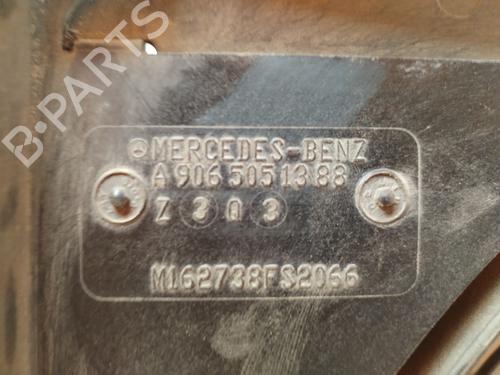 B-PARTS
MERCEDES-BENZ
A 906 505 13 88
Z 3 0 3
M162738FS2066